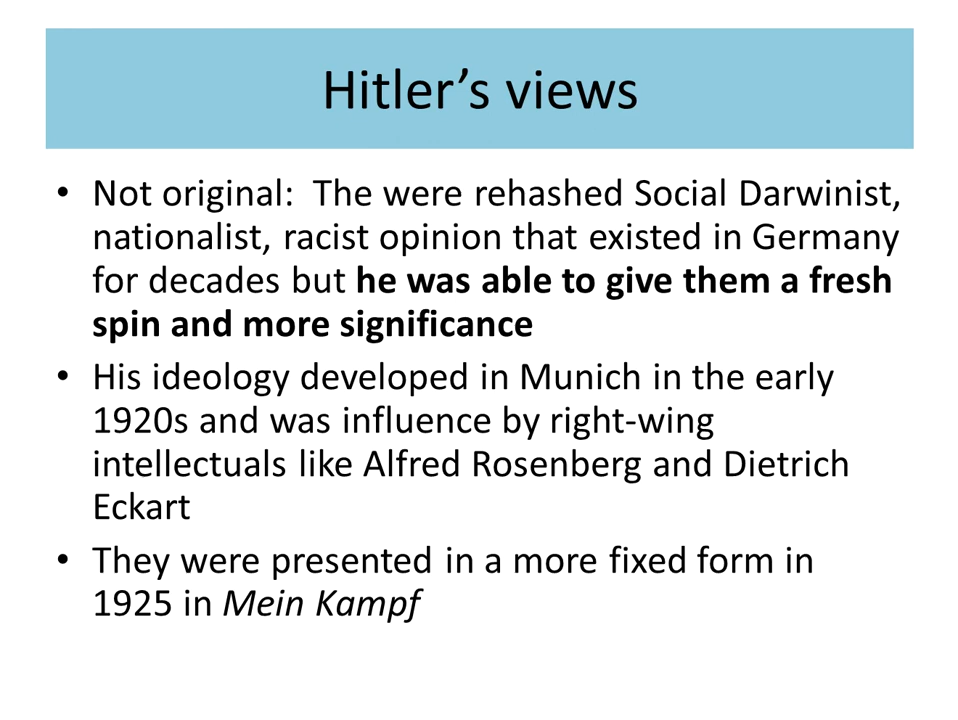 Hitler’s views
• Not original:  The were rehashed Social Darwinist,
nationalist, racist opinion that existed in Germany
for decades but he was able to give them a fresh
spin and more significance
• His ideology developed in Munich in the early
1920s and was influence by right-wing
intellectuals like Alfred Rosenberg and Dietrich
Eckart
• They were presented in a more fixed form in
1925 in Mein Kampf